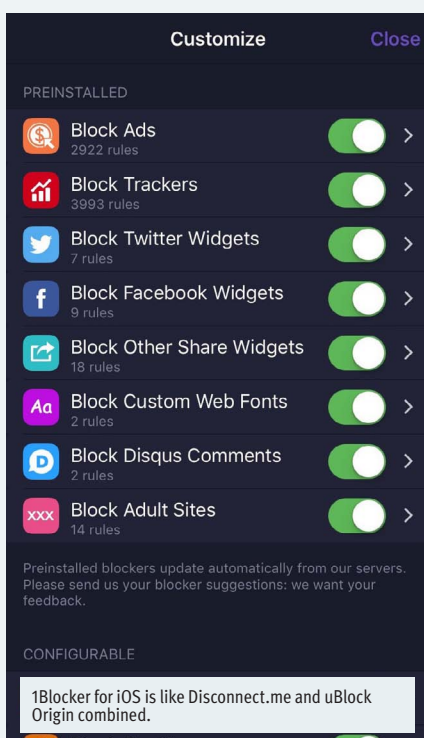 Customize
Close
PREINSTALLED
Block Ads
2922 rules
Block Trackers
3993 rules
Block Twitter Widgets
7 rules
f
Block Facebook Widgets
9 rules
Block Other Share Widgets
18 rules
Aa
Block Custom Web Fonts
2 rules
D
Block Disqus Comments
2 rules
XXX
Block Adult Sites
14 rules
Preinstalled blockers update automatically from our servers.
Please send us your blocker suggestions: we want your
feedback.
CONFIGURABLE
1Blocker for iOS is like Disconnect.me and uBlock
Origin combined.